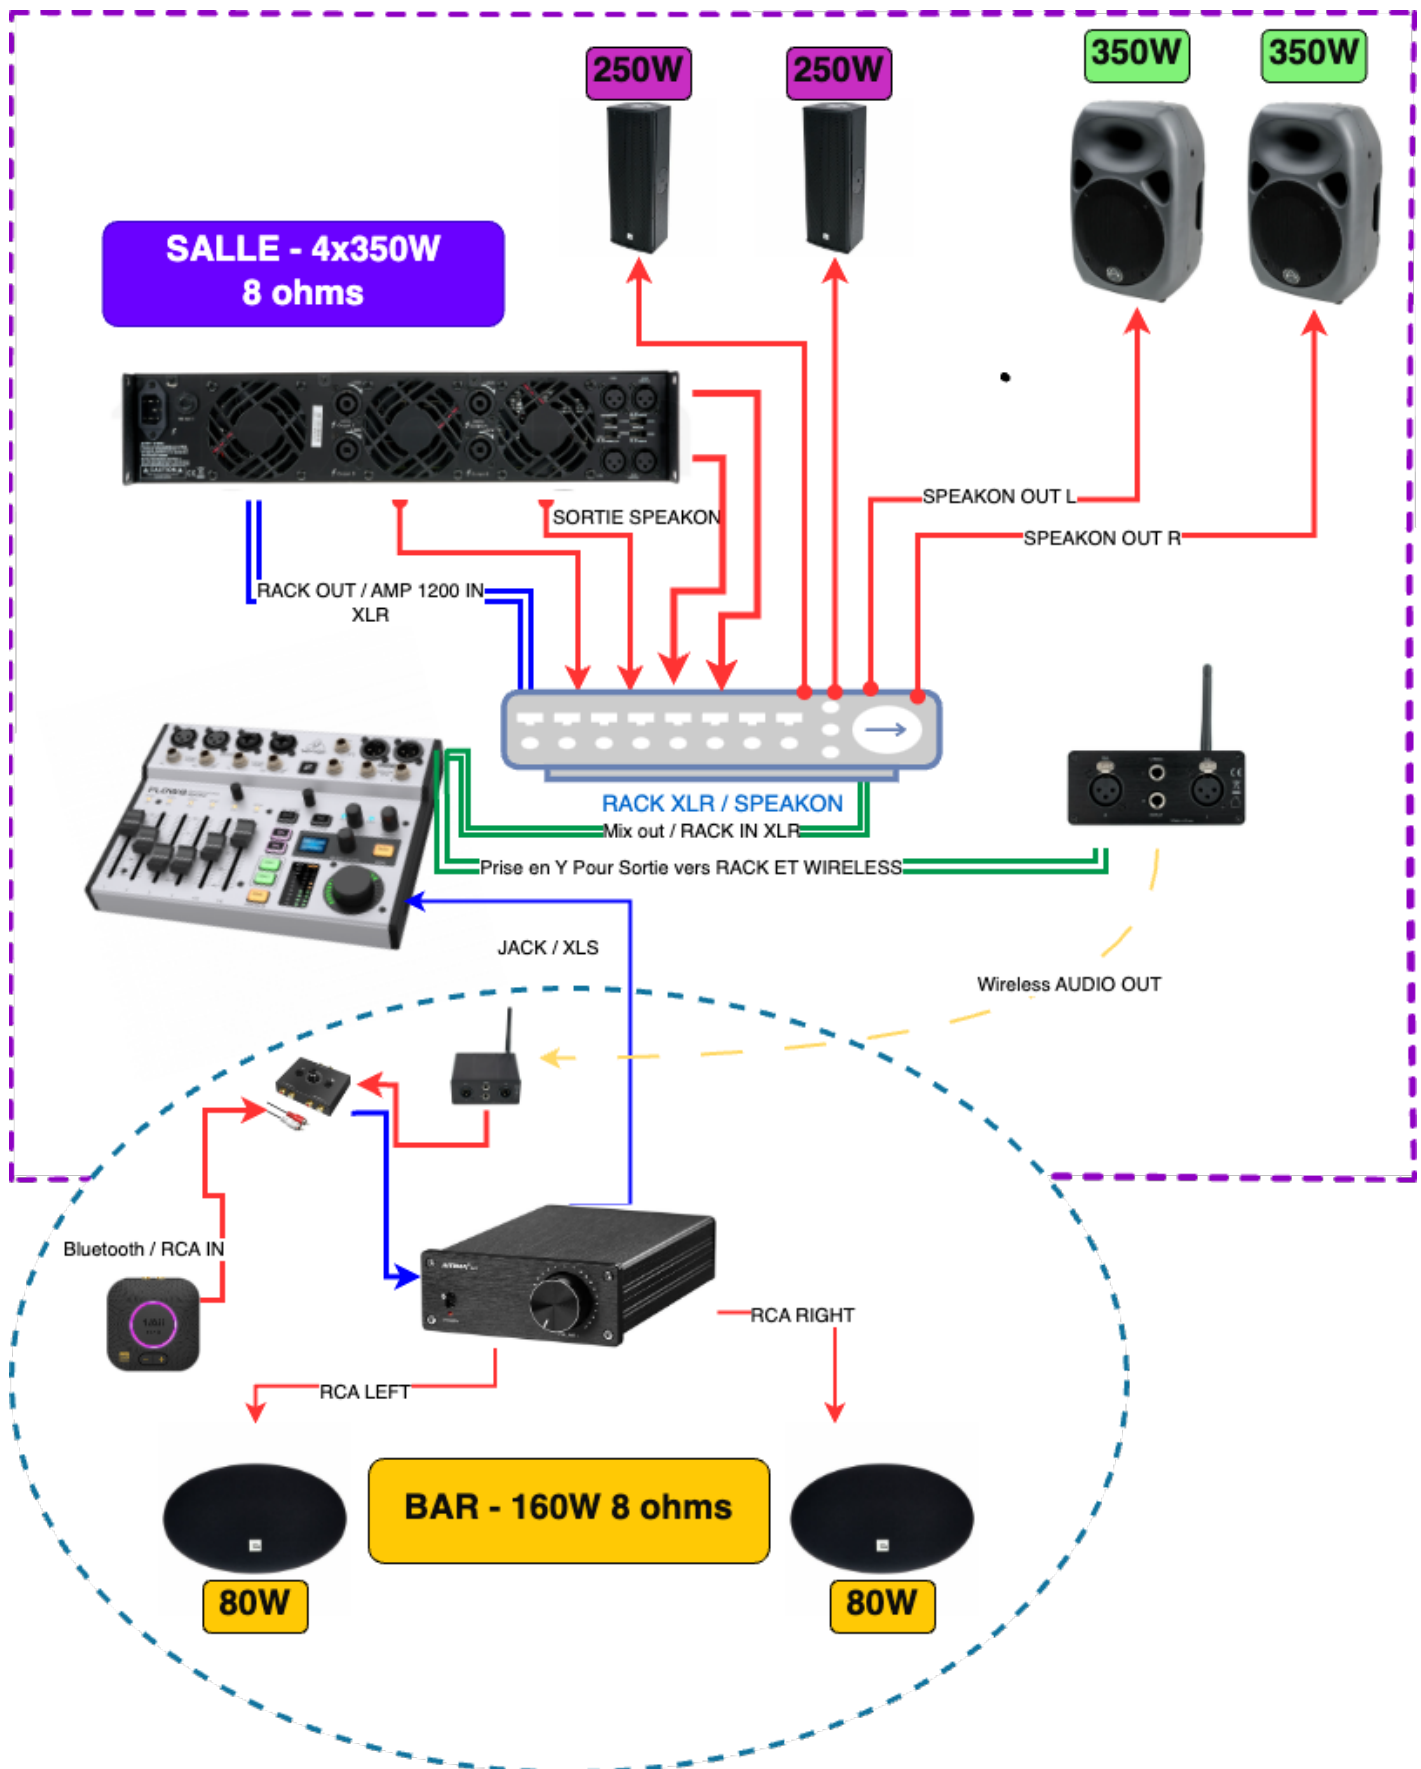 250W
250W
350W
350W
SALLE - 4x350W
8 ohms
SORTIE SPEAKON
SPEAKON OUT L
SPEAKON OUT R
RACK OUT / AMP 1200 IN
XLR
RACK XLR / SPEAKON
Mix out / RACK IN XLR
Prise en Y Pour Sortie vers RACK ET WIRELESS
FLOW8
JACK / XLS
Wireless AUDIO OUT
Bluetooth / RCA IN
RCA RIGHT
RCA LEFT
BAR - 160W 8 ohms
80W
80W
CAUTION